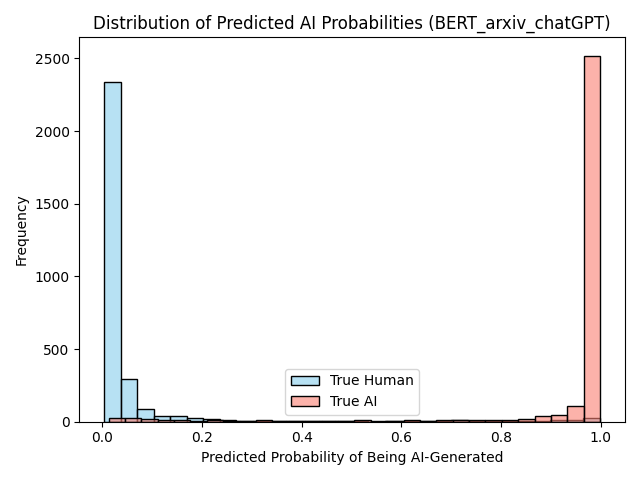 Distribution of Predicted AI Probabilities (BERT_arxiv_chatGPT)
2500
2000
1500
1000
500
0
Frequency
True Human
True AI
0.0 0.2 0.4 0.6 0.8 1.0
Predicted Probability of Being AI-Generated